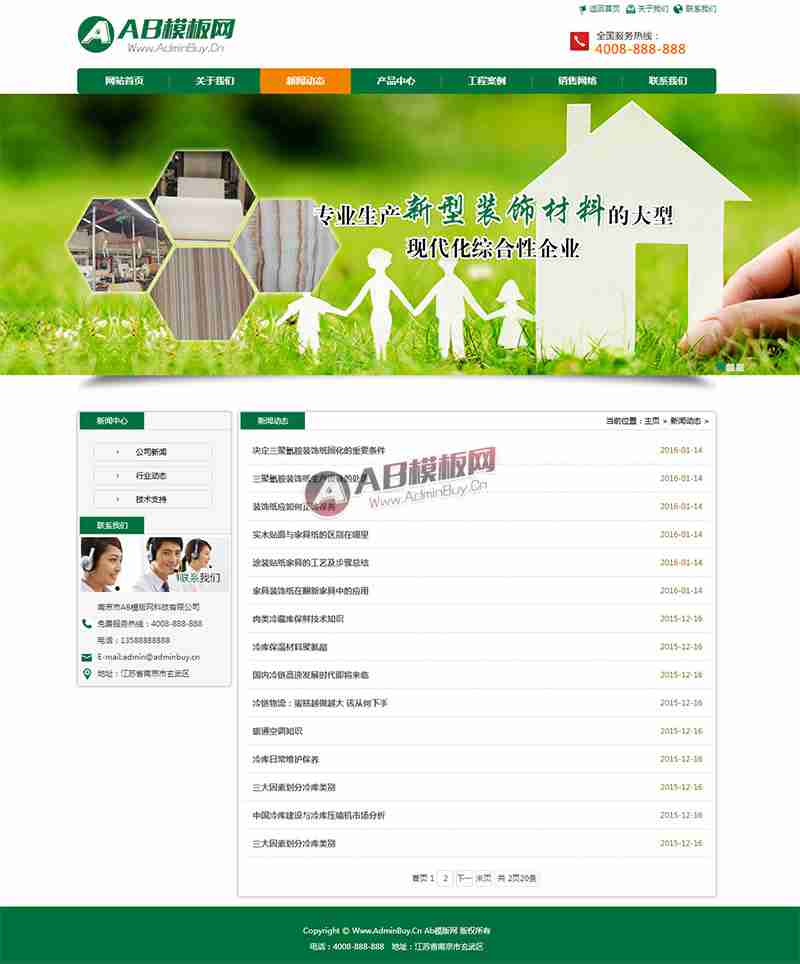 返回首页 关于我们 联系我们
AB模板网
Www.AdminBuy.Cn
全国服务热线：
4008-888-888
网站首页 关于我们 新闻动态 产品中心 工程案例 销售网络 联系我们
专业生产新型装饰材料的大型
现代化综合性企业
新闻中心
公司新闻
行业动态
技术支持
联系我们
联系我们
南京市AB模板网科技有限公司
免费服务热线：4008-888-888
电话：13588888888
E-mail:admin@adminbuy.cn
地址：江苏省南京市玄武区
新闻动态 当前位置：主页 » 新闻动态 »
决定三聚氰胺装饰纸固化的重要条件 2016-01-14
三聚氰胺装饰纸生产 2016-01-14
装饰纸应如何 2016-01-14
实木贴面与家具纸的区别在哪里 2016-01-14
涂装贴纸家具的工艺及步骤总结 2016-01-14
家具装饰纸在翻新家具中的应用 2016-01-14
肉类冷藏库保鲜技术知识 2015-12-16
冷库保温材料聚氨酯 2015-12-16
国内冷链高速发展时代即将来临 2015-12-16
冷链物流：蛋糕越做越大 该从何下手 2015-12-16
暖通空调知识 2015-12-16
冷库日常维护保养 2015-12-16
三大因素划分冷库类别 2015-12-16
中国冷库建设与冷库压缩机市场分析 2015-12-16
三大因素划分冷库类别 2015-12-16
AB模板网
Www.AdminBuy.Cn
首页 1 2 下一 末页 共 2页20条
Copyright © Www.AdminBuy.Cn Ab模板网 版权所有
电话：4008-888-888 地址：江苏省南京市玄武区